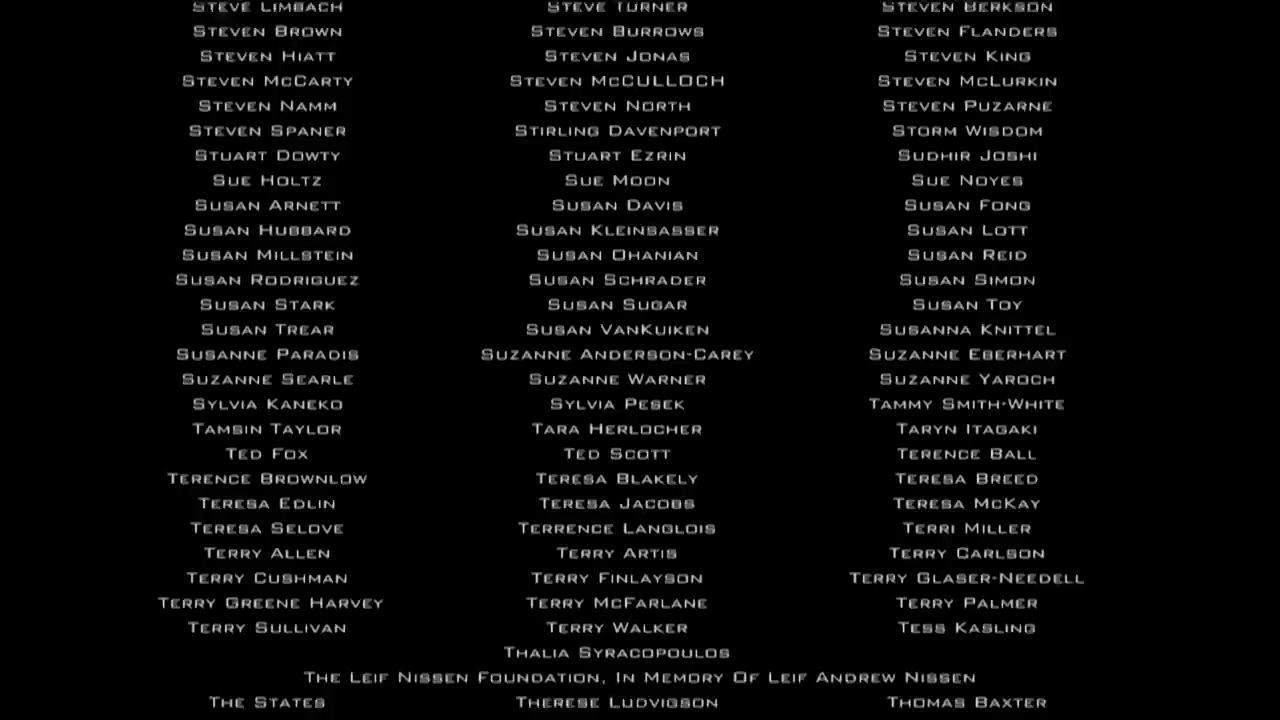 STEVE LIMBACH STEVE TURNER STEVEN BERKSON
STEVEN BROWN STEVEN BURROWS STEVEN FLANDERS
STEVEN HIATT STEVEN JONAS STEVEN KING
STEVEN MCCARTY STEVEN MCCULLOCH STEVEN MCLURKIN
STEVEN NAMM STEVEN NORTH STEVEN PUZARNE
STEVEN SPANER STIRLING DAVENPORT STORM WISDOM
STUART DOWTY STUART EZRIN SUDHIR JOSHI
SUE HOLTZ SUE MOON SUE NOYES
SUSAN ARNETT SUSAN DAVIS SUSAN FONG
SUSAN HUBBARD SUSAN KLEINSASSER SUSAN LOTT
SUSAN MILLSTEIN SUSAN OHANIAN SUSAN REID
SUSAN RODRIGUEZ SUSAN SCHRADER SUSAN SIMON
SUSAN STARK SUSAN SUGAR SUSAN TOY
SUSAN TREAR SUSAN VANKUIKEN SUSANNA KNITTEL
SUSANNE PARADIS SUZANNE ANDERSON-CAREY SUZANNE EBERHART
SUZANNE SEARLE SUZANNE WARNER SUZANNE YAROCH
SYLVIA KANEKO SYLVIA PESEK TAMMY SMITH-WHITE
TAMSIN TAYLOR TARA HERLOCHER TARYN ITAGAKI
TED FOX TED SCOTT TERENCE BALL
TERENCE BROWNLOW TERESA BLAKELY TERESA BREED
TERESA EDLIN TERESA JACOBS TERESA MCKAY
TERESA SELOVE TERRENCE LANGLOIS TERRI MILLER
TERRY ALLEN TERRY ARTIS TERRY CARLSON
TERRY CUSHMAN TERRY FINLAYSON TERRY GLASER-NEEDELL
TERRY GREENE HARVEY TERRY MCFARLANE TERRY PALMER
TERRY SULLIVAN TERRY WALKER TESS KASLING
THALIA SYRACOPOULOS
THE LEIF NISSEN FOUNDATION, IN MEMORY OF LEIF ANDREW NISSEN
THE STATES THERESE LUDVIGSON THOMAS BAXTER